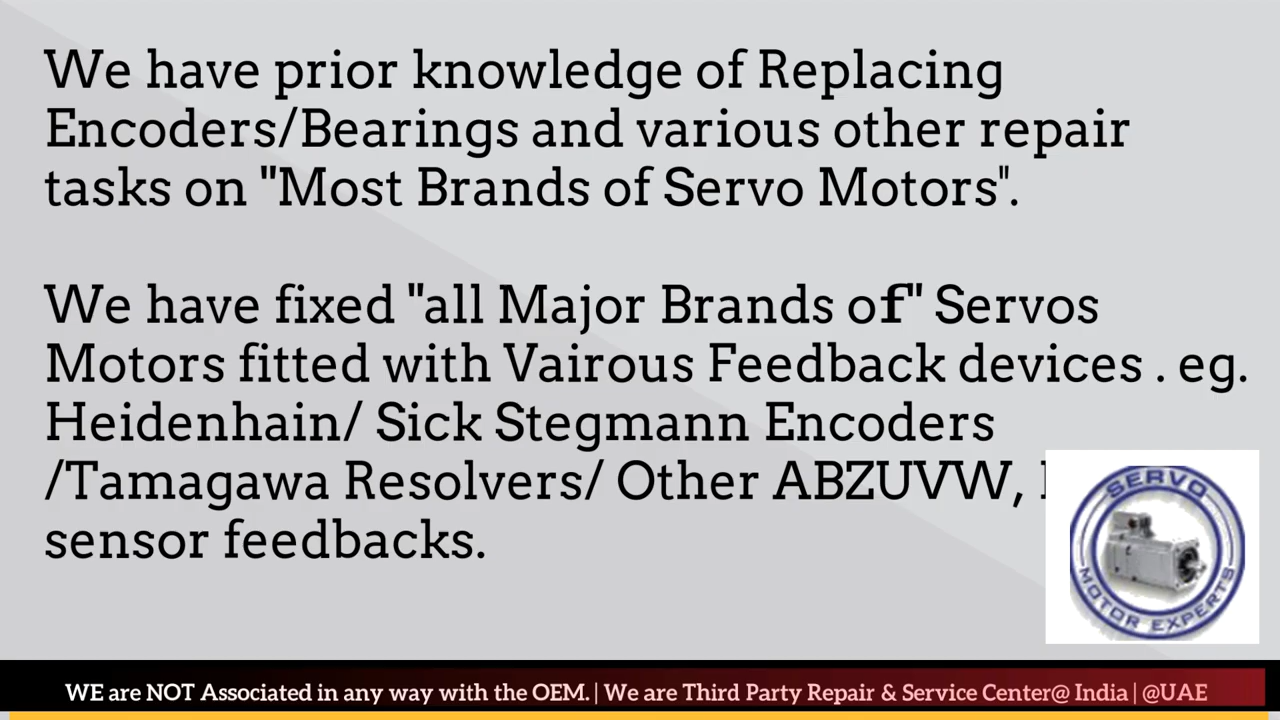 We have prior knowledge of Replacing
Encoders/Bearings and various other repair
tasks on "Most Brands of Servo Motors".
We have fixed "all Major Brands of" Servos
Motors fitted with Vairous Feedback devices . eg.
Heidenhain/ Sick Stegmann Encoders
/Tamagawa Resolvers/ Other ABZUVW,
sensor feedbacks.
SERVO
MOTOR EXPERTS
WE are NOT Associated in any way with the OEM. | We are Third Party Repair & Service Center@ India | @UAE